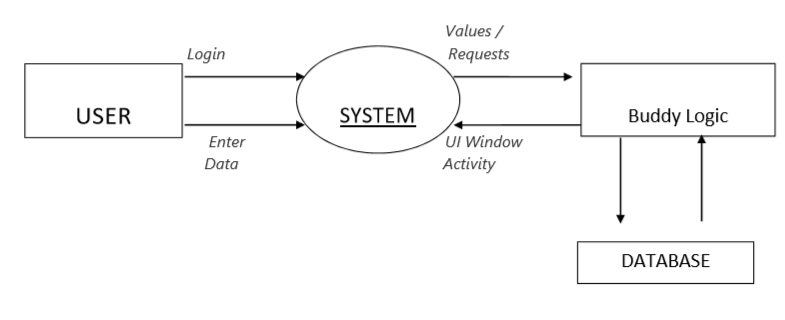 Login
Values /
Requests
USER
SYSTEM
Buddy Logic
Enter
Data
UI Window
Activity
DATABASE